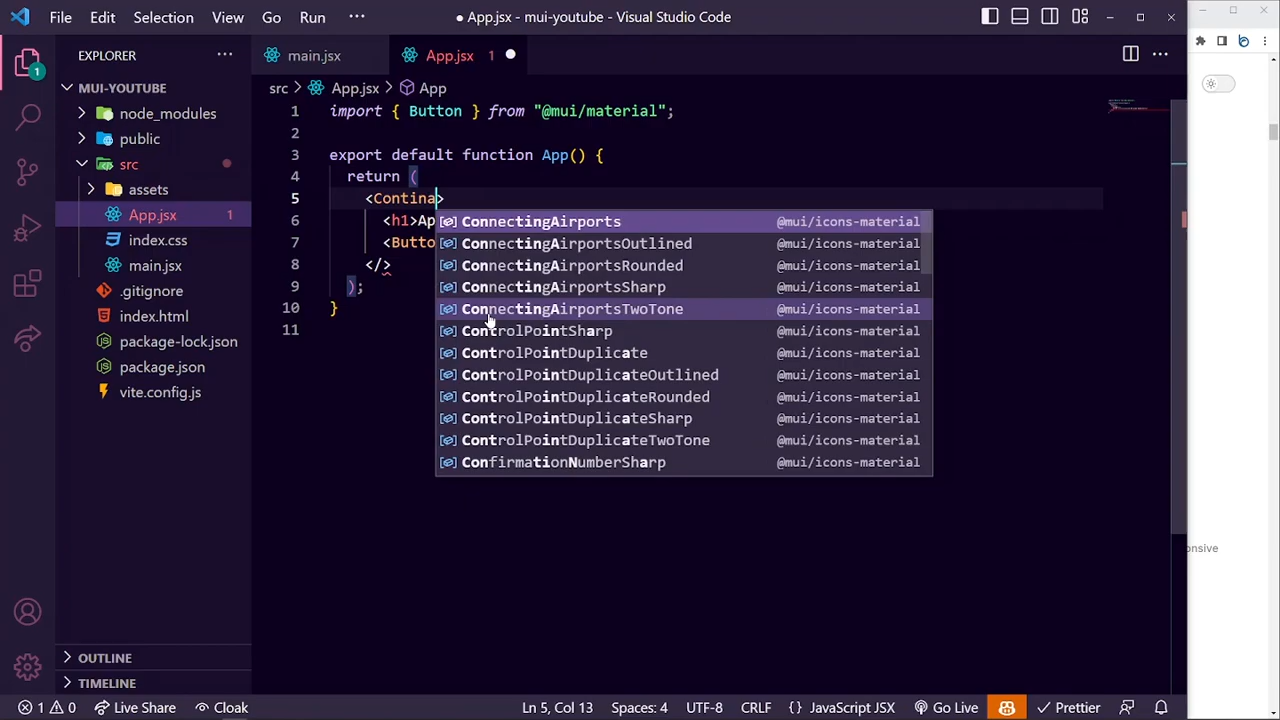 File Edit Selection View Go Run ··· ● App.jsx - mui-youtube - Visual Studio Code
EXPLORER ···
1
MUI-YOUTUBE
node_modules
public
src
assets
App.jsx 1
index.css
main.jsx
.gitignore
index.html
package-lock.json
package.json
vite.config.js
OUTLINE
TIMELINE
main.jsx App.jsx 1 ● ···
src > App.jsx > App
1 import { Button } from "@mui/material";
2
3 export default function App() {
4 return (
5 <Contina>
6 <h1>Ap
7 <Butto
8 </>
9 );
10 }
11
ConnectingAirports @mui/icons-material
ConnectingAirportsOutlined @mui/icons-material
ConnectingAirportsRounded @mui/icons-material
ConnectingAirportsSharp @mui/icons-material
ConnectingAirportsTwoTone @mui/icons-material
ControlPointSharp @mui/icons-material
ControlPointDuplicate @mui/icons-material
ControlPointDuplicateOutlined @mui/icons-material
ControlPointDuplicateRounded @mui/icons-material
ControlPointDuplicateSharp @mui/icons-material
ControlPointDuplicateTwoTone @mui/icons-material
ConfirmationNumberSharp @mui/icons-material
onsive
1 0 Live Share Cloak Ln 5, Col 13 Spaces: 4 UTF-8 CRLF {} JavaScript JSX Go Live Prettier